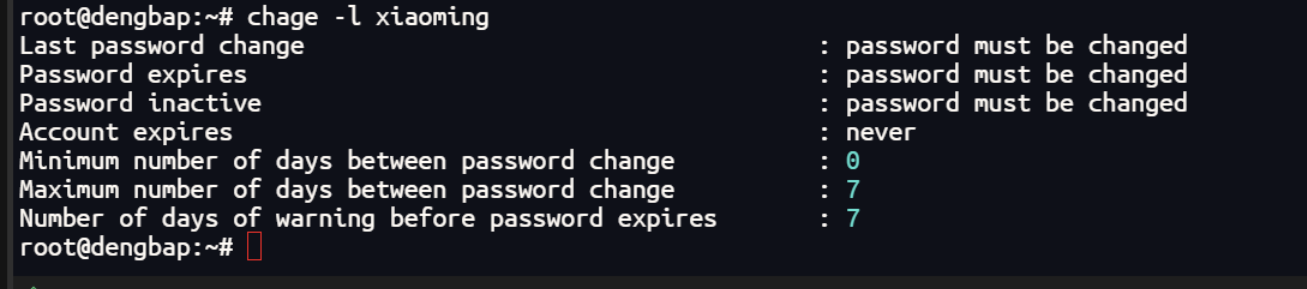 root@dengbap:~# chage -l xiaoming
Last password change : password must be changed
Password expires : password must be changed
Password inactive : password must be changed
Account expires : never
Minimum number of days between password change : 0
Maximum number of days between password change : 7
Number of days of warning before password expires : 7
root@dengbap:~#